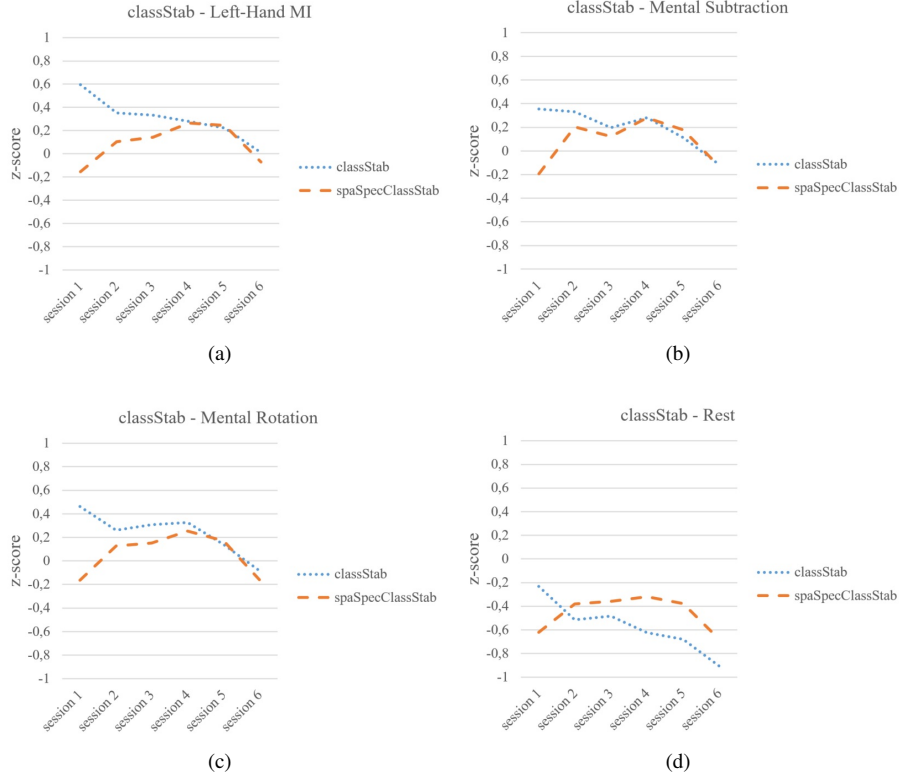 classStab - Left-Hand MI
1
0,8
0,6
0,4
0,2
0
-0,2
-0,4
-0,6
-0,8
-1
z-score
session 1
session 2
session 3
session 4
session 5
session 6
classStab
spaSpecClassStab
(a)
classStab - Mental Subtraction
1
0,8
0,6
0,4
0,2
0
-0,2
-0,4
-0,6
-0,8
-1
z-score
session 1
session 2
session 3
session 4
session 5
session 6
classStab
spaSpecClassStab
(b)
classStab - Mental Rotation
1
0,8
0,6
0,4
0,2
0
-0,2
-0,4
-0,6
-0,8
-1
z-score
session 1
session 2
session 3
session 4
session 5
session 6
classStab
spaSpecClassStab
(c)
classStab - Rest
1
0,8
0,6
0,4
0,2
0
-0,2
-0,4
-0,6
-0,8
-1
z-score
session 1
session 2
session 3
session 4
session 5
session 6
classStab
spaSpecClassStab
(d)